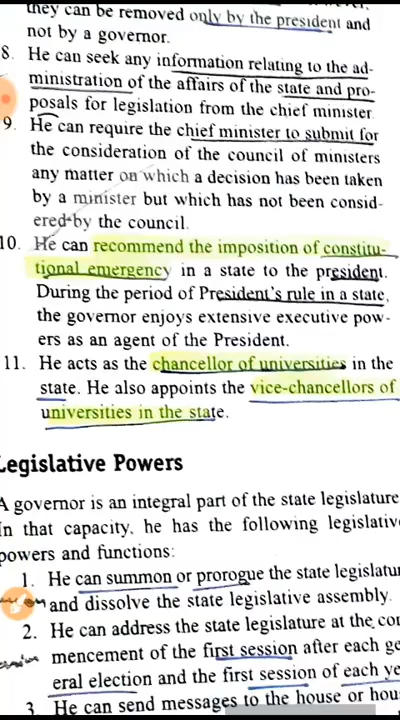 they can be removed only by the president and
not by a governor.
8. He can seek any information relating to the ad-
ministration of the affairs of the state and pro-
posals for legislation from the chief minister.
9. He can require the chief minister to submit for
the consideration of the council of ministers
any matter on which a decision has been taken
by a minister but which has not been consid-
ered by the council.
10. He can recommend the imposition of constitu-
tional emergency in a state to the president.
During the period of President's rule in a state,
the governor enjoys extensive executive pow-
ers as an agent of the President.
11. He acts as the chancellor of universities in the
state. He also appoints the vice-chancellors of
universities in the state.
Legislative Powers
A governor is an integral part of the state legislature
In that capacity, he has the following legislative
powers and functions:
1. He can summon or prorogue the state legislatu
and dissolve the state legislative assembly.
2. He can address the state legislature at the com
mencement of the first session after each ge
eral election and the first session of each ye
3. He can send messages to the house or hou